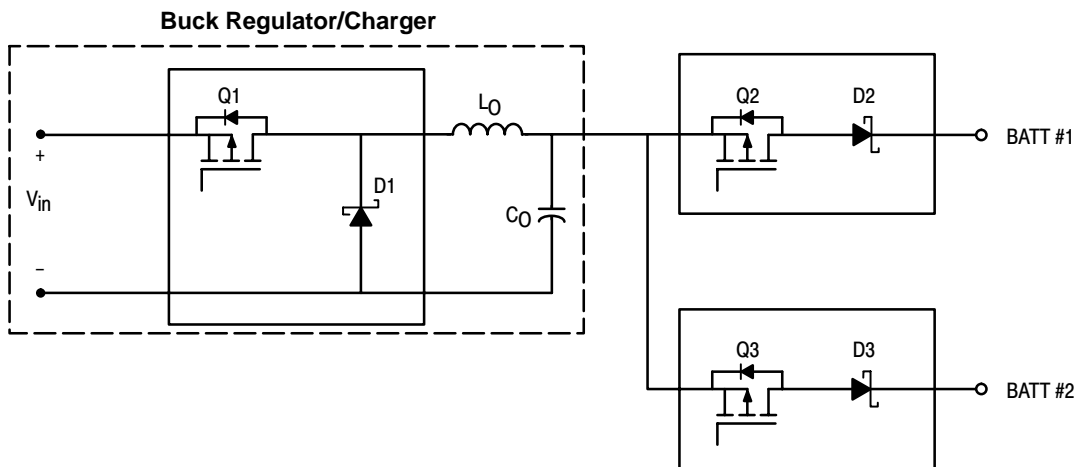 Buck Regulator/Charger
Q1
LO
Q2
D2
BATT #1
+
Vin
D1
CO
–
Q3
D3
BATT #2